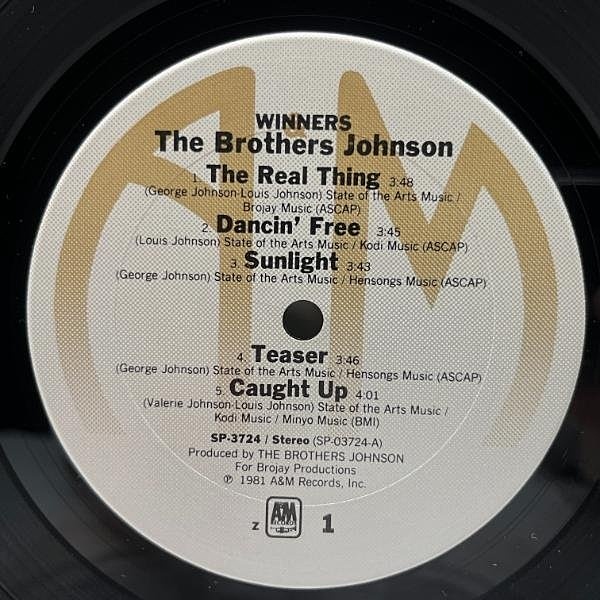 WINNERS
The Brothers Johnson
1. The Real Thing 3:48
(George Johnson-Louis Johnson) State of the Arts Music /
Brojay Music (ASCAP)
2. Dancin' Free 3:45
(Louis Johnson) State of the Arts Music / Kodi Music (ASCAP)
3. Sunlight 3:43
(George Johnson) State of the Arts Music / Hensongs Music (ASCAP)
4. Teaser 3:46
(George Johnson) State of the Arts Music / Hensongs Music (ASCAP)
5. Caught Up 4:01
(Valerie Johnson-Louis Johnson) State of the Arts Music /
Kodi Music / Minyo Music (BMI)
SP-3724 / Stereo (SP-03724-A)
Produced by THE BROTHERS JOHNSON
For Brojay Productions
℗ 1981 A&M Records, Inc.
z A&M RECORDS 1